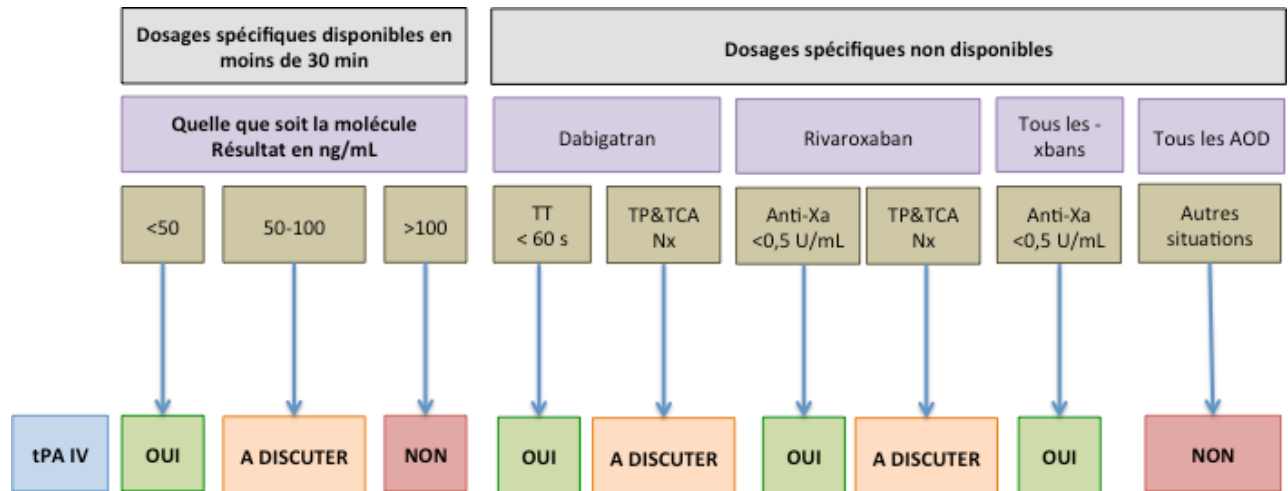 Dosages spécifiques disponibles en
moins de 30 min
Dosages spécifiques non disponibles
Quelle que soit la molécule
Résultat en ng/mL
Dabigatran
Rivaroxaban
Tous les -
xbans
Tous les AOD
<50
50-100
>100
TT
< 60 s
TP&TCA
Nx
Anti-Xa
<0,5 U/mL
TP&TCA
Nx
Anti-Xa
<0,5 U/mL
Autres
situations
tPA IV
OUI
A DISCUTER
NON
OUI
A DISCUTER
OUI
A DISCUTER
OUI
NON